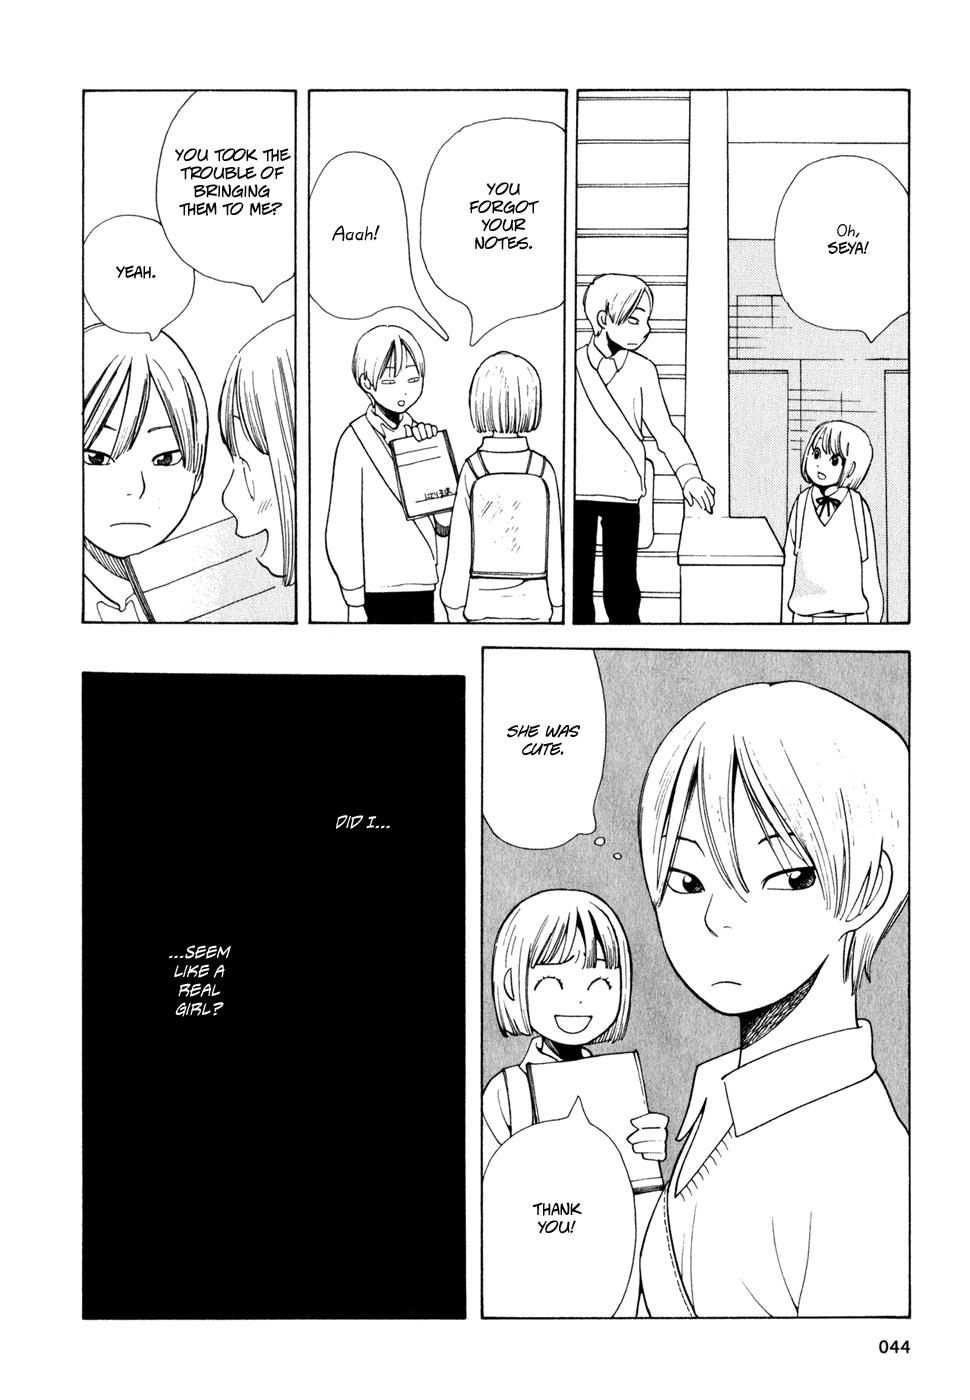 Oh,
SEYA!
YOU
FORGOT
YOUR
NOTES.
Aaah!
YOU TOOK THE
TROUBLE OF
BRINGING
THEM TO ME?
YEAH.
SHE WAS
CUTE.
THANK
YOU!
DID I...
...SEEM
LIKE A
REAL
GIRL?
044